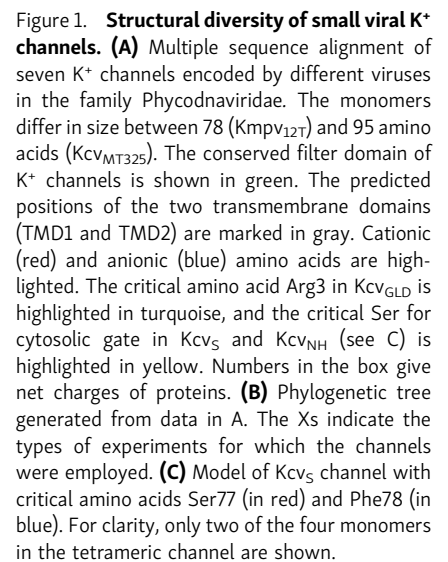 Figure 1. Structural diversity of small viral K⁺
channels. (A) Multiple sequence alignment of
seven K⁺ channels encoded by different viruses
in the family Phycodnaviridae. The monomers
differ in size between 78 (Kmpv₁₂T) and 95 amino
acids (Kcv_MT325). The conserved filter domain of
K⁺ channels is shown in green. The predicted
positions of the two transmembrane domains
(TMD1 and TMD2) are marked in gray. Cationic
(red) and anionic (blue) amino acids are high-
lighted. The critical amino acid Arg3 in Kcv_GLD is
highlighted in turquoise, and the critical Ser for
cytosolic gate in Kcv_S and Kcv_NH (see C) is
highlighted in yellow. Numbers in the box give
net charges of proteins. (B) Phylogenetic tree
generated from data in A. The Xs indicate the
types of experiments for which the channels
were employed. (C) Model of Kcv_S channel with
critical amino acids Ser77 (in red) and Phe78 (in
blue). For clarity, only two of the four monomers
in the tetrameric channel are shown.